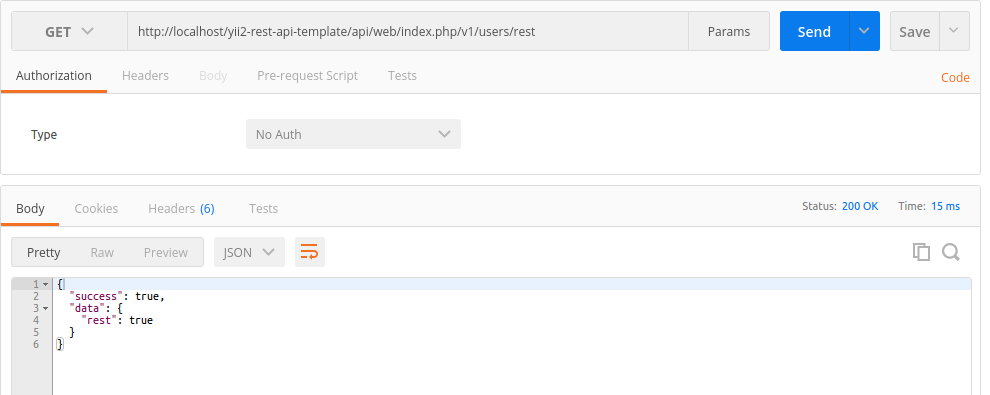 GET http://localhost/yii2-rest-api-template/api/web/index.php/v1/users/rest Params Send Save
Authorization Headers Body Pre-request Script Tests Code
Type No Auth
Body Cookies Headers (6) Tests Status: 200 OK Time: 15 ms
Pretty Raw Preview JSON
1 {
2 "success": true,
3 "data": {
4 "rest": true
5 }
6 }